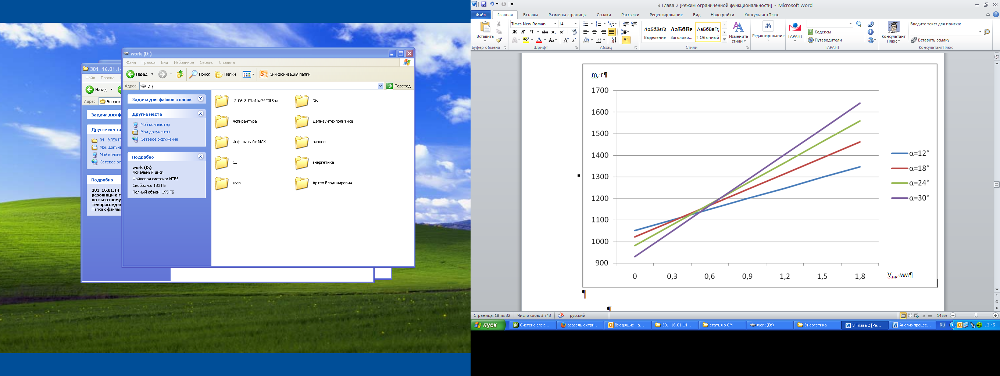 301 16.01.14
Файл Правка
Назад
Адрес: Энергет
Задачи для ф
Другие места
04 ЭЛЕКТР
Мои докуме
Мой компьн
Сетевое ок
Подробно
301 16.01.14
резолюцию г
по льготному
техприсоедин
Папка с файлам
work (D:)
Файл Правка Вид Избранное Сервис Справка
Назад Поиск Папки Синхронизация папки
Адрес: D:\ Переход
Задачи для файлов и папок
Другие места
Мой компьютер
Мои документы
Сетевое окружение
Подробно
work (D:)
Локальный диск
Файловая система: NTFS
Свободно: 183 ГБ
Полный объем: 195 ГБ
c2f06c8d2fa1ba7423f8aa Dis
Аспирантура Депнаучтехполитика
Инф. на сайт МСХ разное
СЗ энергетика
scan Артем Владимирович
3 Глава 2 [Режим ограниченной функциональности] - Microsoft Word
Файл Главная Вставка Разметка страницы Ссылки Рассылки Рецензирование Вид Надстройки КонсультантПлюс
Вставить
Буфер обмена
Times New Roman 14
Ж К Ч abc x₂ x²
Aa A A
Шрифт
Абзац
АаБбВвГг АаБбВв АаБбВвГг,
Выделение Заголово... ¶ Обычный
Изменить стили
Стили
Редактирование
ГАРАНТ
Кодексы
Путеводители
ГАРАНТ
Консультант Плюс
Введите текст для поиска:
Вставить ссылку
КонсультантПлюс
m,·г¶
1700
1600
1500
1400
1300
1200
1100
1000
900
0 0,3 0,6 0,9 1,2 1,5 1,8
Vтр,·мм¶
α=12°
α=18°
α=24°
α=30°
¶
¶
Страница: 18 из 32 Число слов: 3 743 русский 145%
пуск Система элек... азазель актри... Входящие - а.... 301 16.01.14 ... статья в СМ work (D:) Энергетика 3 Глава 2 [Ре... Анализ процес... RU 13:45